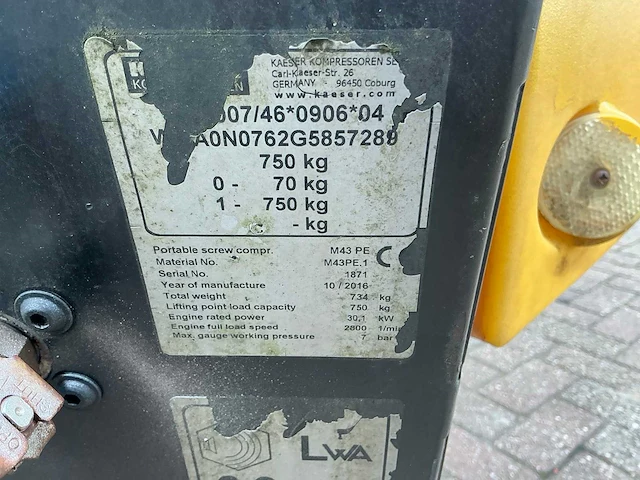 KAESER KOMPRESSOREN SE
Carl-Kaeser-Str. 26
GERMANY - 96450 Coburg
www.kaeser.com
007/46*0906*04
A0N0762G5857289
750 kg
0 - 70 kg
1 - 750 kg
- kg
Portable screw compr. M43 PE
Material No. M43PE.1
Serial No. 1871
Year of manufacture 10 / 2016
Total weight 734 kg
Lifting point load capacity 750 kg
Engine rated power 30,1 kW
Engine full load speed 2800 1/min
Max. gauge working pressure 7 bar
LWA